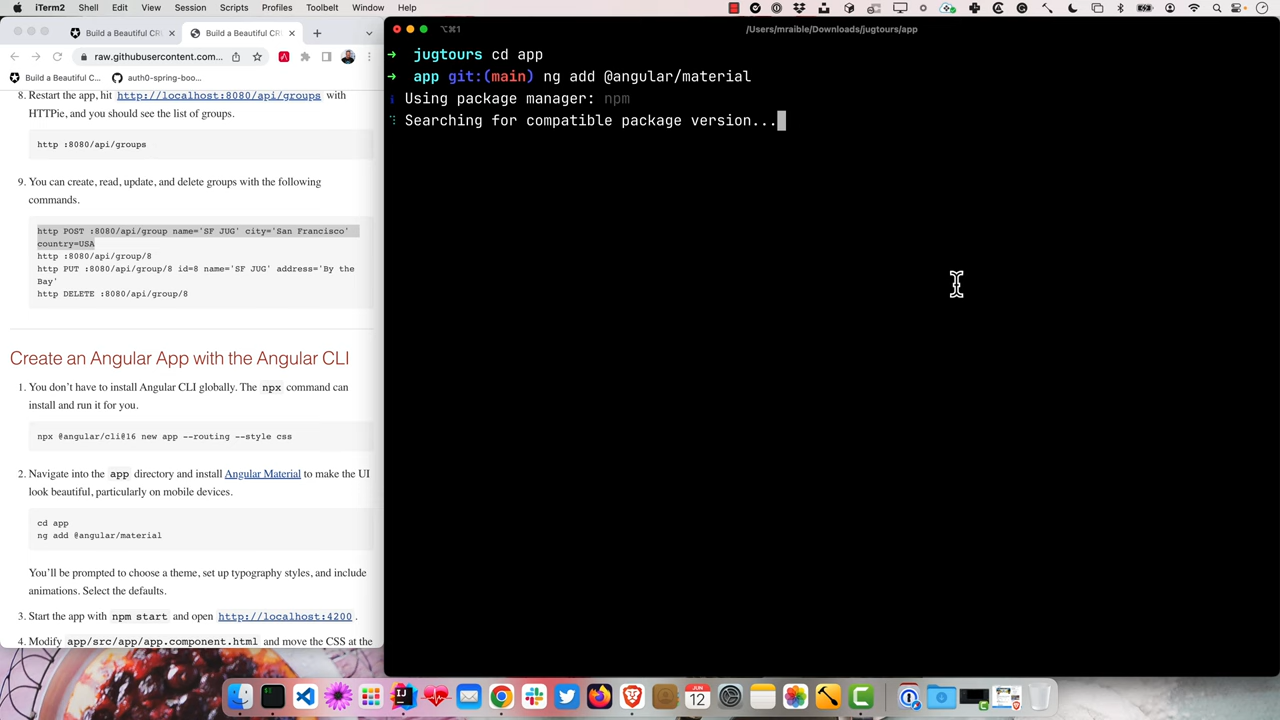 iTerm2 Shell Edit View Session Scripts Profiles Toolbelt Window Help
Build a Beautiful CR
Build a Beautiful CR
raw.githubusercontent.com...
Build a Beautiful C...
auth0-spring-boo...
8. Restart the app, hit http://localhost:8080/api/groups with
HTTPie, and you should see the list of groups.
http :8080/api/groups
9. You can create, read, update, and delete groups with the following
commands.
http POST :8080/api/group name='SF JUG' city='San Francisco'
country=USA
http :8080/api/group/8
http PUT :8080/api/group/8 id=8 name='SF JUG' address='By the
Bay'
http DELETE :8080/api/group/8
Create an Angular App with the Angular CLI
1. You don’t have to install Angular CLI globally. The npx command can
install and run it for you.
npx @angular/cli@16 new app --routing --style css
2. Navigate into the app directory and install Angular Material to make the UI
look beautiful, particularly on mobile devices.
cd app
ng add @angular/material
You’ll be prompted to choose a theme, set up typography styles, and include
animations. Select the defaults.
3. Start the app with npm start and open http://localhost:4200 .
4. Modify app/src/app/app.component.html and move the CSS at the
⌥⌘1
/Users/mraible/Downloads/jugtours/app
➜ jugtours cd app
➜ app git:(main) ng add @angular/material
ℹ Using package manager: npm
Searching for compatible package version...
JUN
12